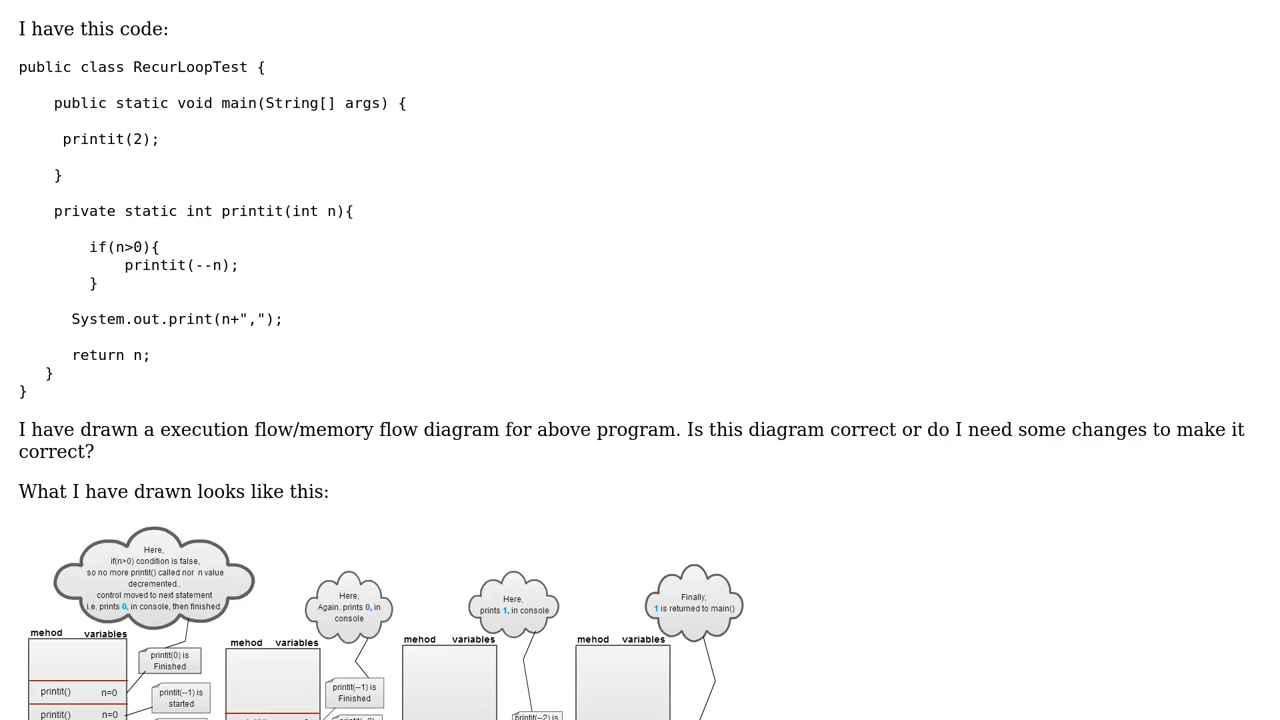 I have this code:
public class RecurLoopTest {
public static void main(String[] args) {
printit(2);
}
private static int printit(int n){
if(n>0){
printit(--n);
}
System.out.print(n+",");
return n;
}
}
I have drawn a execution flow/memory flow diagram for above program. Is this diagram correct or do I need some changes to make it
correct?
What I have drawn looks like this:
Here,
if(n>0) condition is false,
so no more printit() called nor n value
decremented..
control moved to next statement
i.e. prints 0, in console, then finished.
Here,
Again. prints 0, in
console
Here,
prints 1, in console
Finally,
1 is returned to main()
mehod variables
mehod variables
mehod variables
mehod variables
printit(0) is
Finished
printit() n=0
printit(--1) is
started
printit() n=0
printit(--1) is
Finished
printit(--2) is